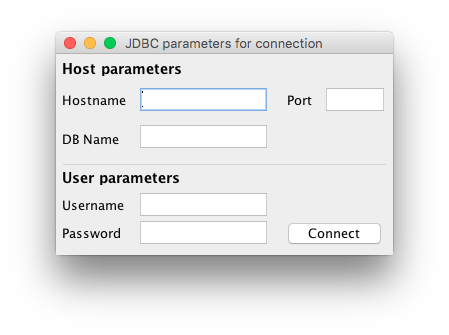 JDBC parameters for connection
Host parameters
Hostname Port
DB Name
User parameters
Username
Password Connect